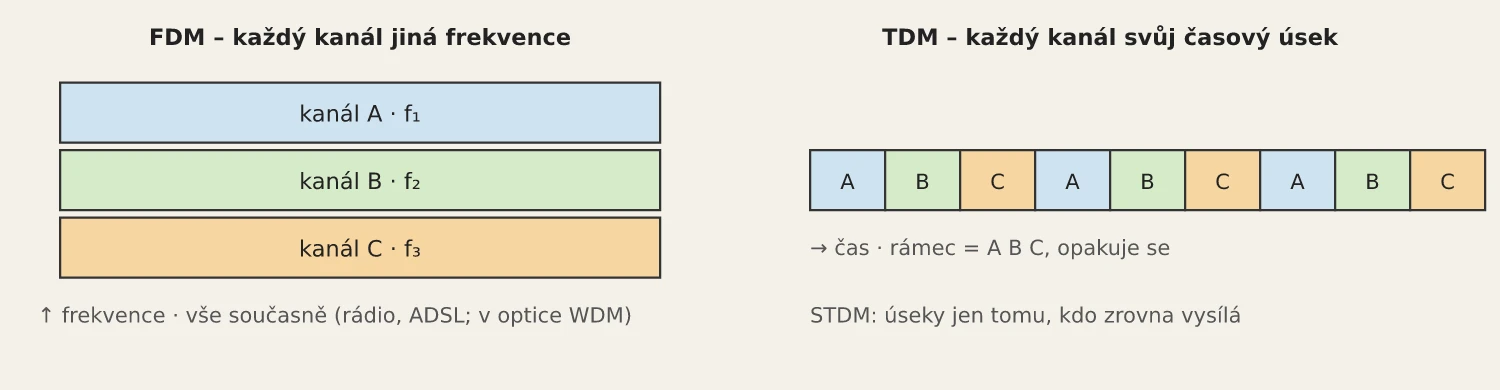 FDM – každý kanál jiná frekvence
kanál A · f₁
kanál B · f₂
kanál C · f₃
↑ frekvence · vše současně (rádio, ADSL; v optice WDM)
TDM – každý kanál svůj časový úsek
A B C A B C A B C
→ čas · rámec = A B C, opakuje se
STDM: úseky jen tomu, kdo zrovna vysílá